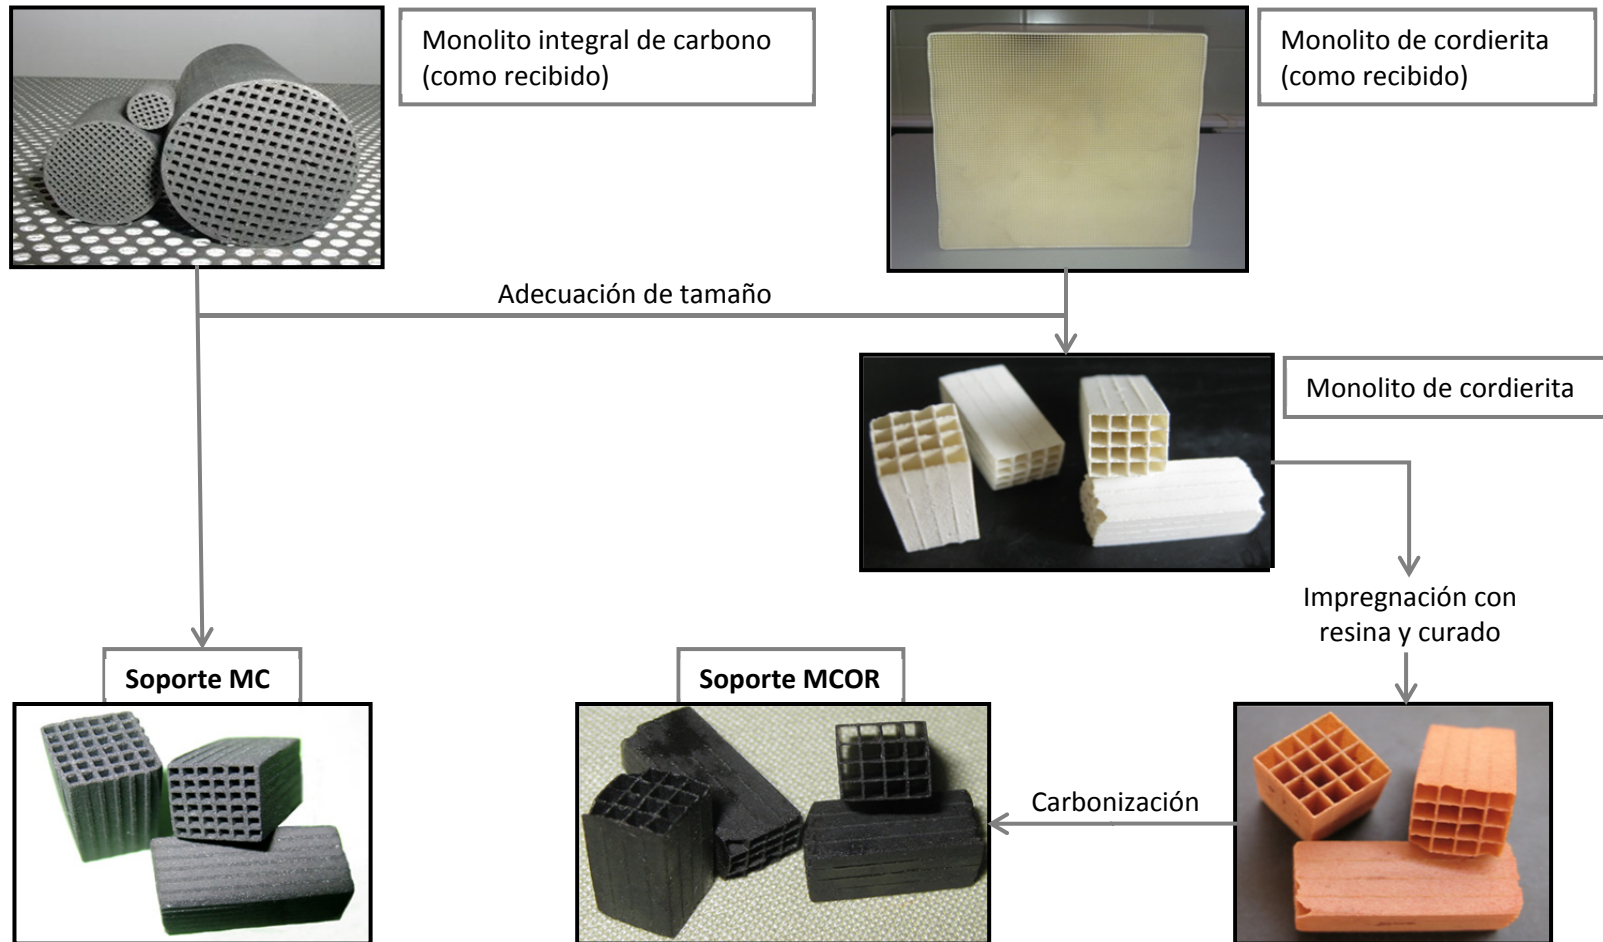 Monolito integral de carbono
(como recibido)
Monolito de cordierita
(como recibido)
Adecuación de tamaño
Monolito de cordierita
Impregnación con
resina y curado
Soporte MC
Soporte MCOR
Carbonización